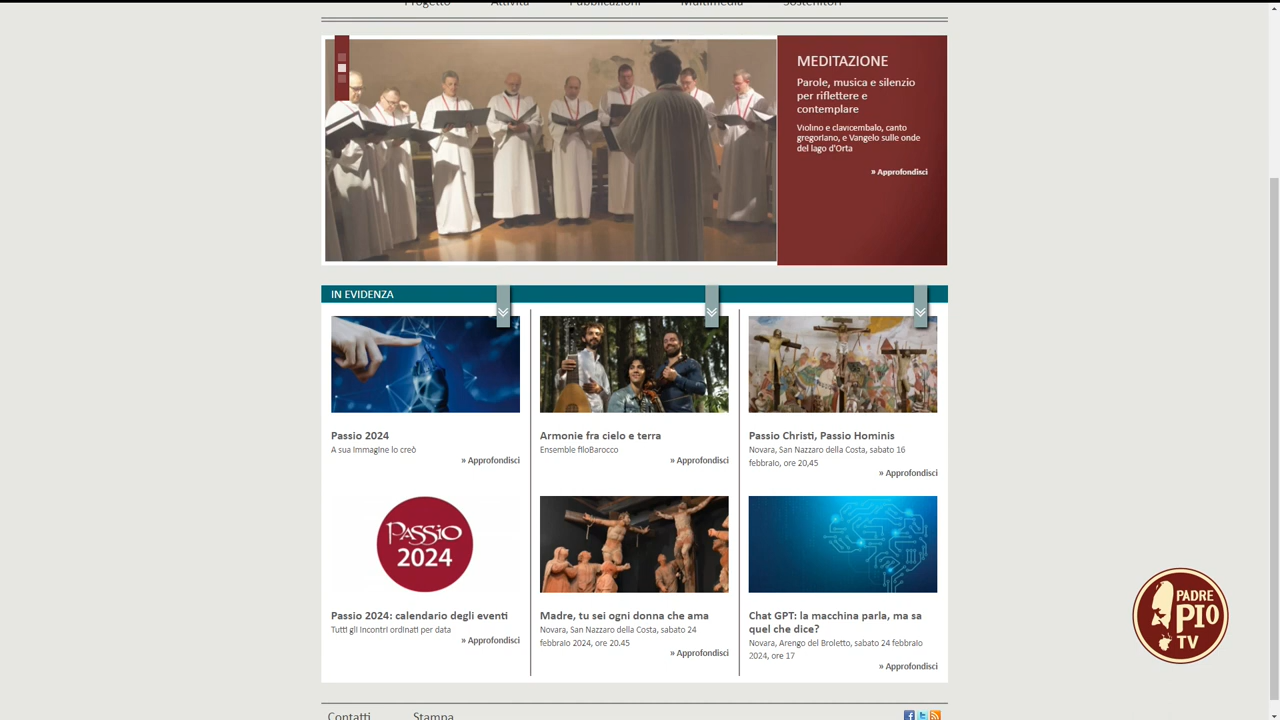 Progetto Attività Pubblicazioni Multimedia Sostenitori
MEDITAZIONE
Parole, musica e silenzio
per riflettere e
contemplare
Violino e clavicembalo, canto
gregoriano, e Vangelo sulle onde
del lago d'Orta
» Approfondisci
IN EVIDENZA
Passio 2024
A sua immagine lo creò
» Approfondisci
Armonie fra cielo e terra
Ensemble filoBarocco
» Approfondisci
Passio Christi, Passio Hominis
Novara, San Nazzaro della Costa, sabato 16
febbraio, ore 20,45
» Approfondisci
PASSIO
2024
Passio 2024: calendario degli eventi
Tutti gli incontri ordinati per data
» Approfondisci
Madre, tu sei ogni donna che ama
Novara, San Nazzaro della Costa, sabato 24
febbraio 2024, ore 20.45
» Approfondisci
Chat GPT: la macchina parla, ma sa
quel che dice?
Novara, Arengo del Broletto, sabato 24 febbraio
2024, ore 17
» Approfondisci
PADRE
PIO
TV
Contatti Stampa